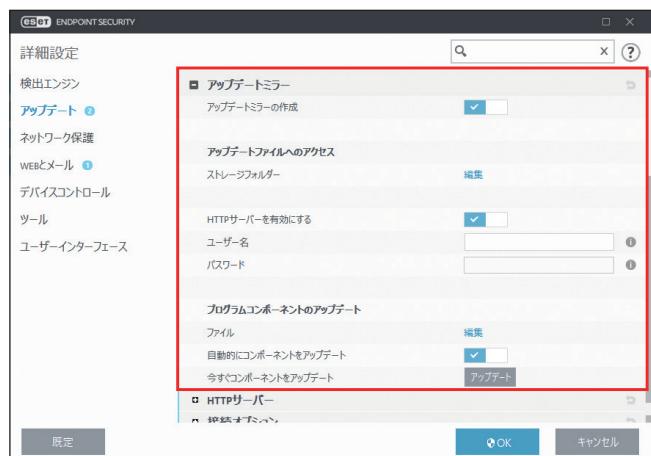 eset ENDPOINT SECURITY
詳細設定
検出エンジン
アップデート 2
ネットワーク保護
WEBとメール 1
デバイスコントロール
ツール
ユーザーインターフェース
アップデートミラー
アップデートミラーの作成
アップデートファイルへのアクセス
ストレージフォルダー 編集
HTTPサーバーを有効にする
ユーザー名
パスワード
プログラムコンポーネントのアップデート
ファイル 編集
自動的にコンポーネントをアップデート
今すぐコンポーネントをアップデート アップデート
HTTPサーバー
接続オプション
既定 OK キャンセル